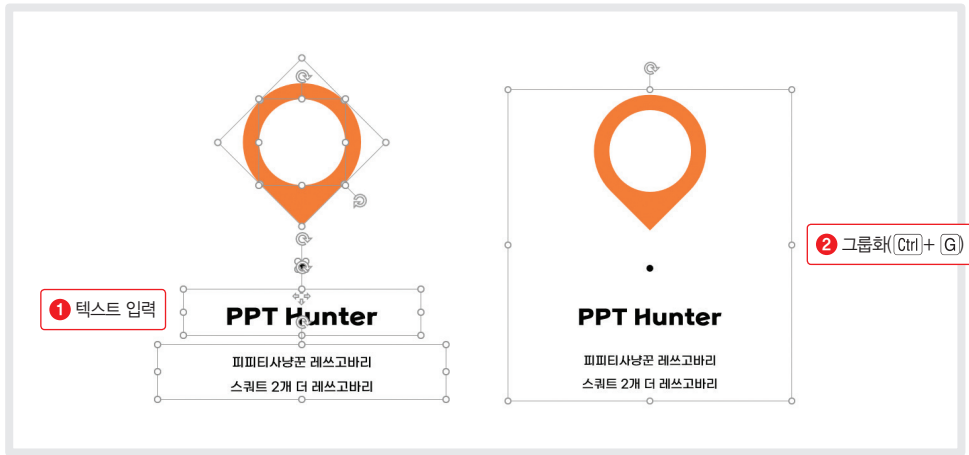 ❶ 텍스트 입력
PPT Hunter
피피티사냥꾼 레쓰고바리
스쿼트 2개 더 레쓰고바리
PPT Hunter
피피티사냥꾼 레쓰고바리
스쿼트 2개 더 레쓰고바리
❷ 그룹화(Ctrl+G)